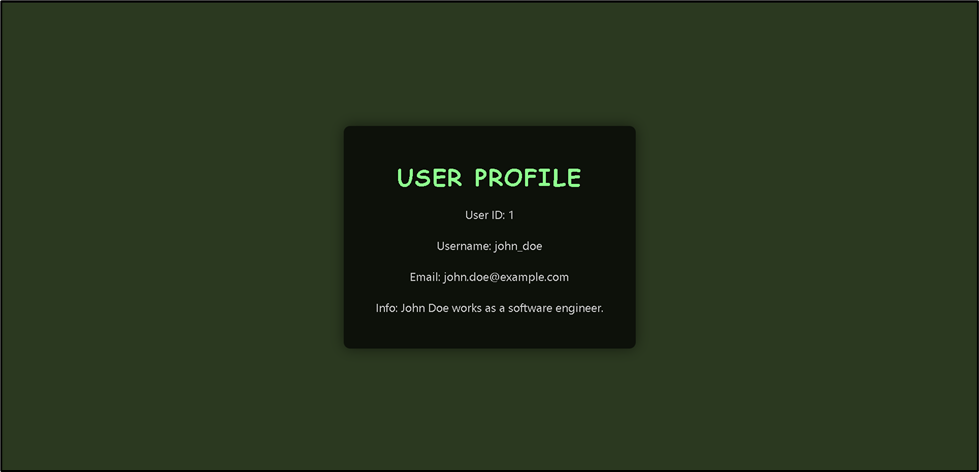 USER PROFILE
User ID: 1
Username: john_doe
Email: john.doe@example.com
Info: John Doe works as a software engineer.